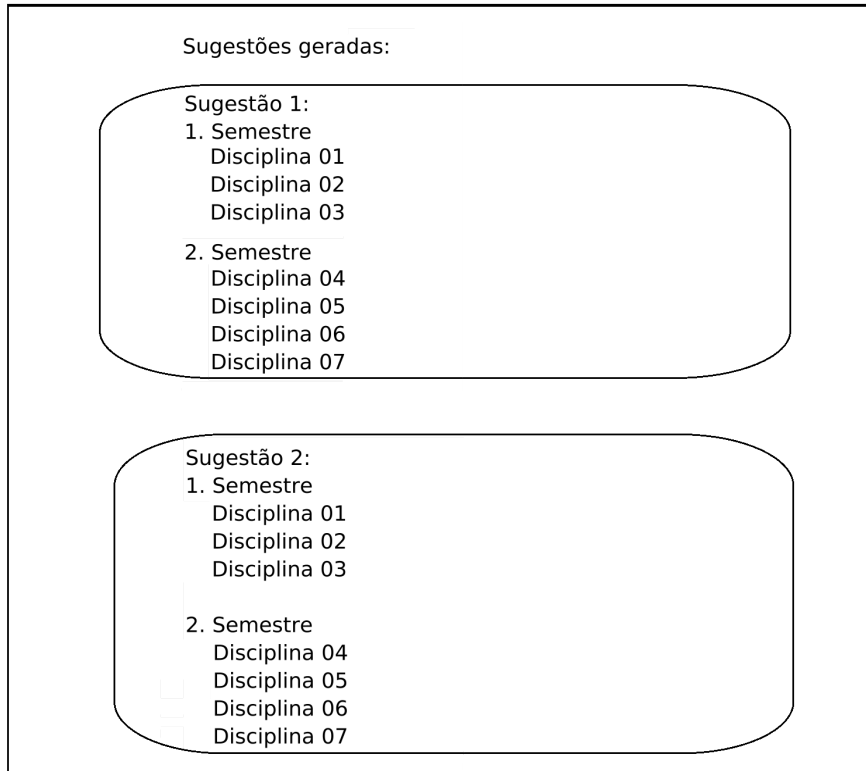 Sugestões geradas:
Sugestão 1:
1. Semestre
Disciplina 01
Disciplina 02
Disciplina 03
2. Semestre
Disciplina 04
Disciplina 05
Disciplina 06
Disciplina 07
Sugestão 2:
1. Semestre
Disciplina 01
Disciplina 02
Disciplina 03
2. Semestre
Disciplina 04
Disciplina 05
Disciplina 06
Disciplina 07